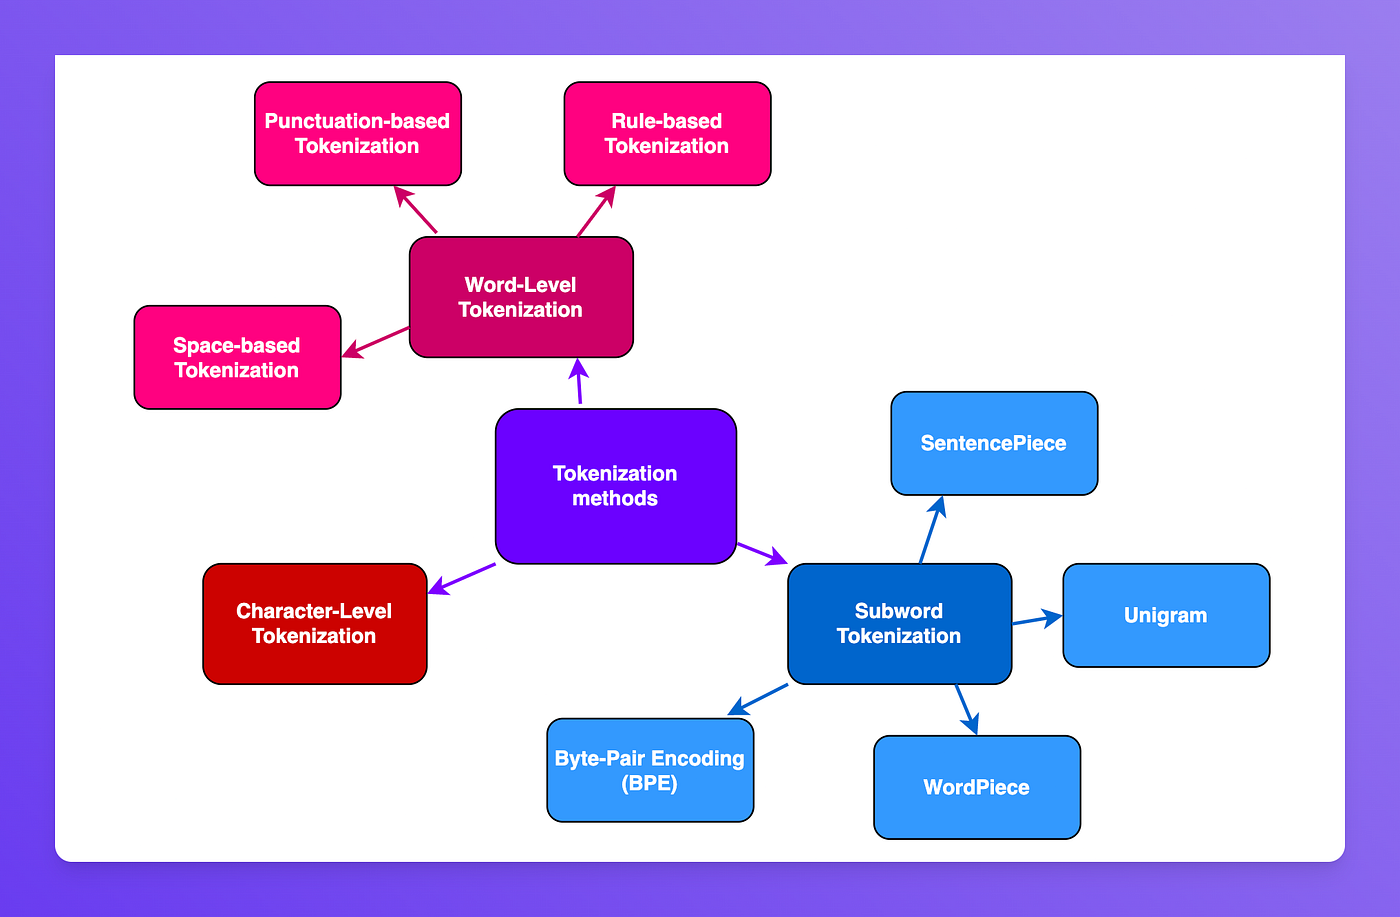 Punctuation-based
Tokenization
Rule-based
Tokenization
Word-Level
Tokenization
Space-based
Tokenization
SentencePiece
Tokenization
methods
Character-Level
Tokenization
Subword
Tokenization
Unigram
Byte-Pair Encoding
(BPE)
WordPiece